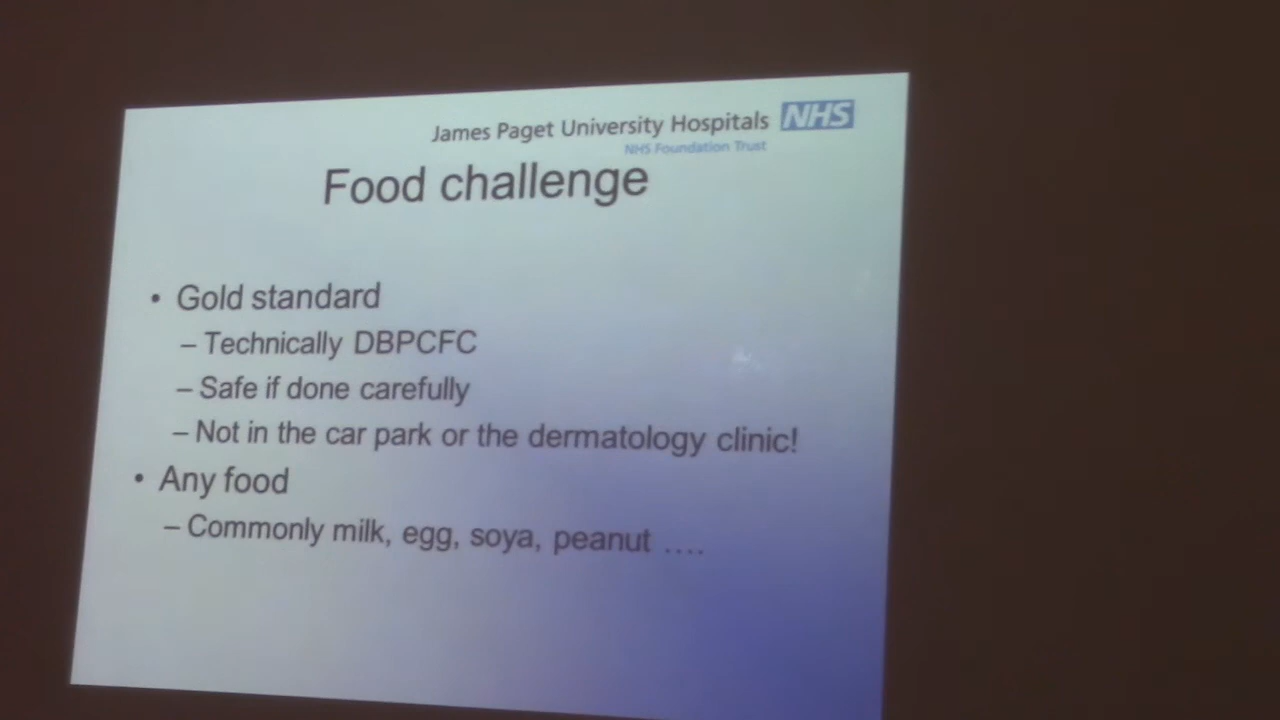 James Paget University Hospitals NHS
NHS Foundation Trust
Food challenge
• Gold standard
– Technically DBPCFC
– Safe if done carefully
– Not in the car park or the dermatology clinic!
• Any food
– Commonly milk, egg, soya, peanut ....